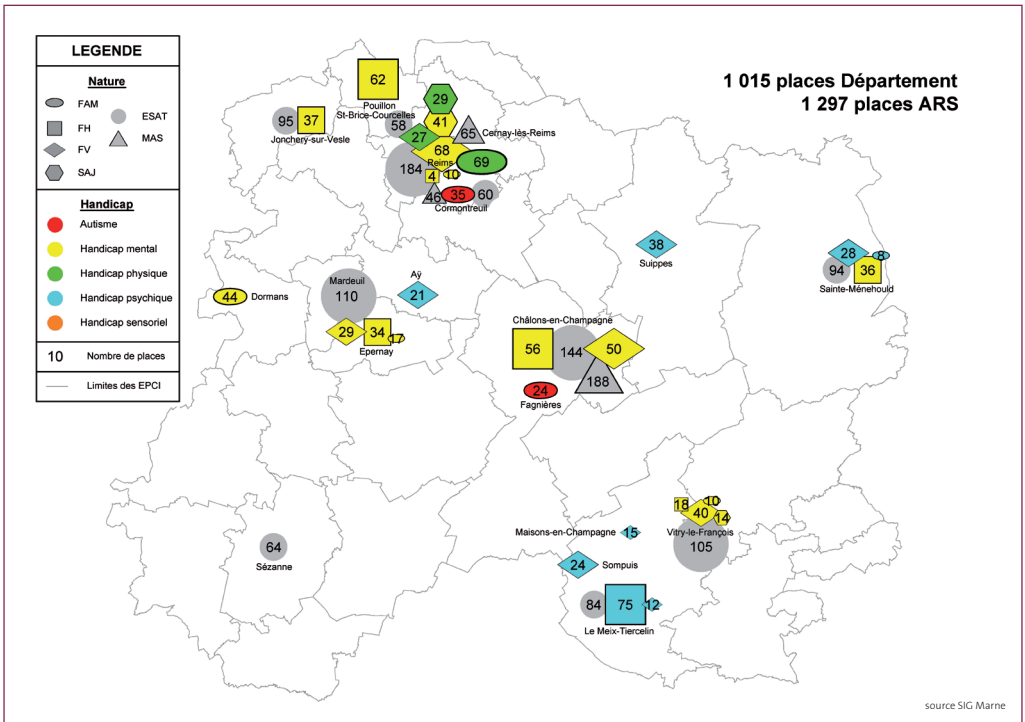 LEGENDE
Nature
FAM
ESAT
FH
MAS
FV
SAJ
Handicap
Autisme
Handicap mental
Handicap physique
Handicap psychique
Handicap sensoriel
10 Nombre de places
Limites des EPCI
1 015 places Département
1 297 places ARS
62
Pouillon
St-Brice-Courcelles
29
95
37
Jonchery-sur-Vesle
58
41
65
Cernay-lès-Reims
27
68
Reims
69
184
4
10
46
35
60
Cormontreuil
38
Suippes
28
8
94
36
Sainte-Ménehould
Mardeuil
110
Aÿ
21
44
Dormans
29
34
17
Epernay
Châlons-en-Champagne
56
144
50
188
24
Fagnières
18
10
40
14
Vitry-le-François
105
Maisons-en-Champagne
15
24
Sompuis
64
Sézanne
84
75
12
Le Meix-Tiercelin
source SIG Marne